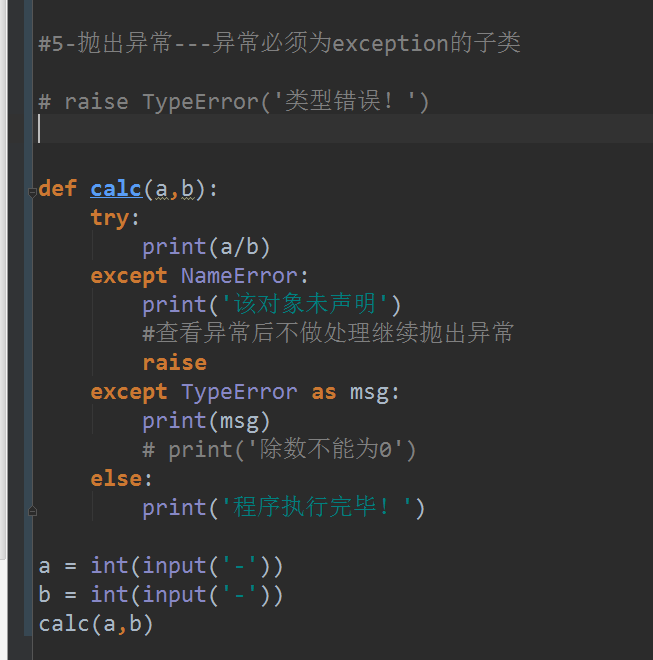 #5-抛出异常---异常必须为exception的子类
# raise TypeError('类型错误！')
def calc(a,b):
    try:
        print(a/b)
    except NameError:
        print('该对象未声明')
        #查看异常后不做处理继续抛出异常
        raise
    except TypeError as msg:
        print(msg)
        # print('除数不能为0')
    else:
        print('程序执行完毕！')
a = int(input('-'))
b = int(input('-'))
calc(a,b)